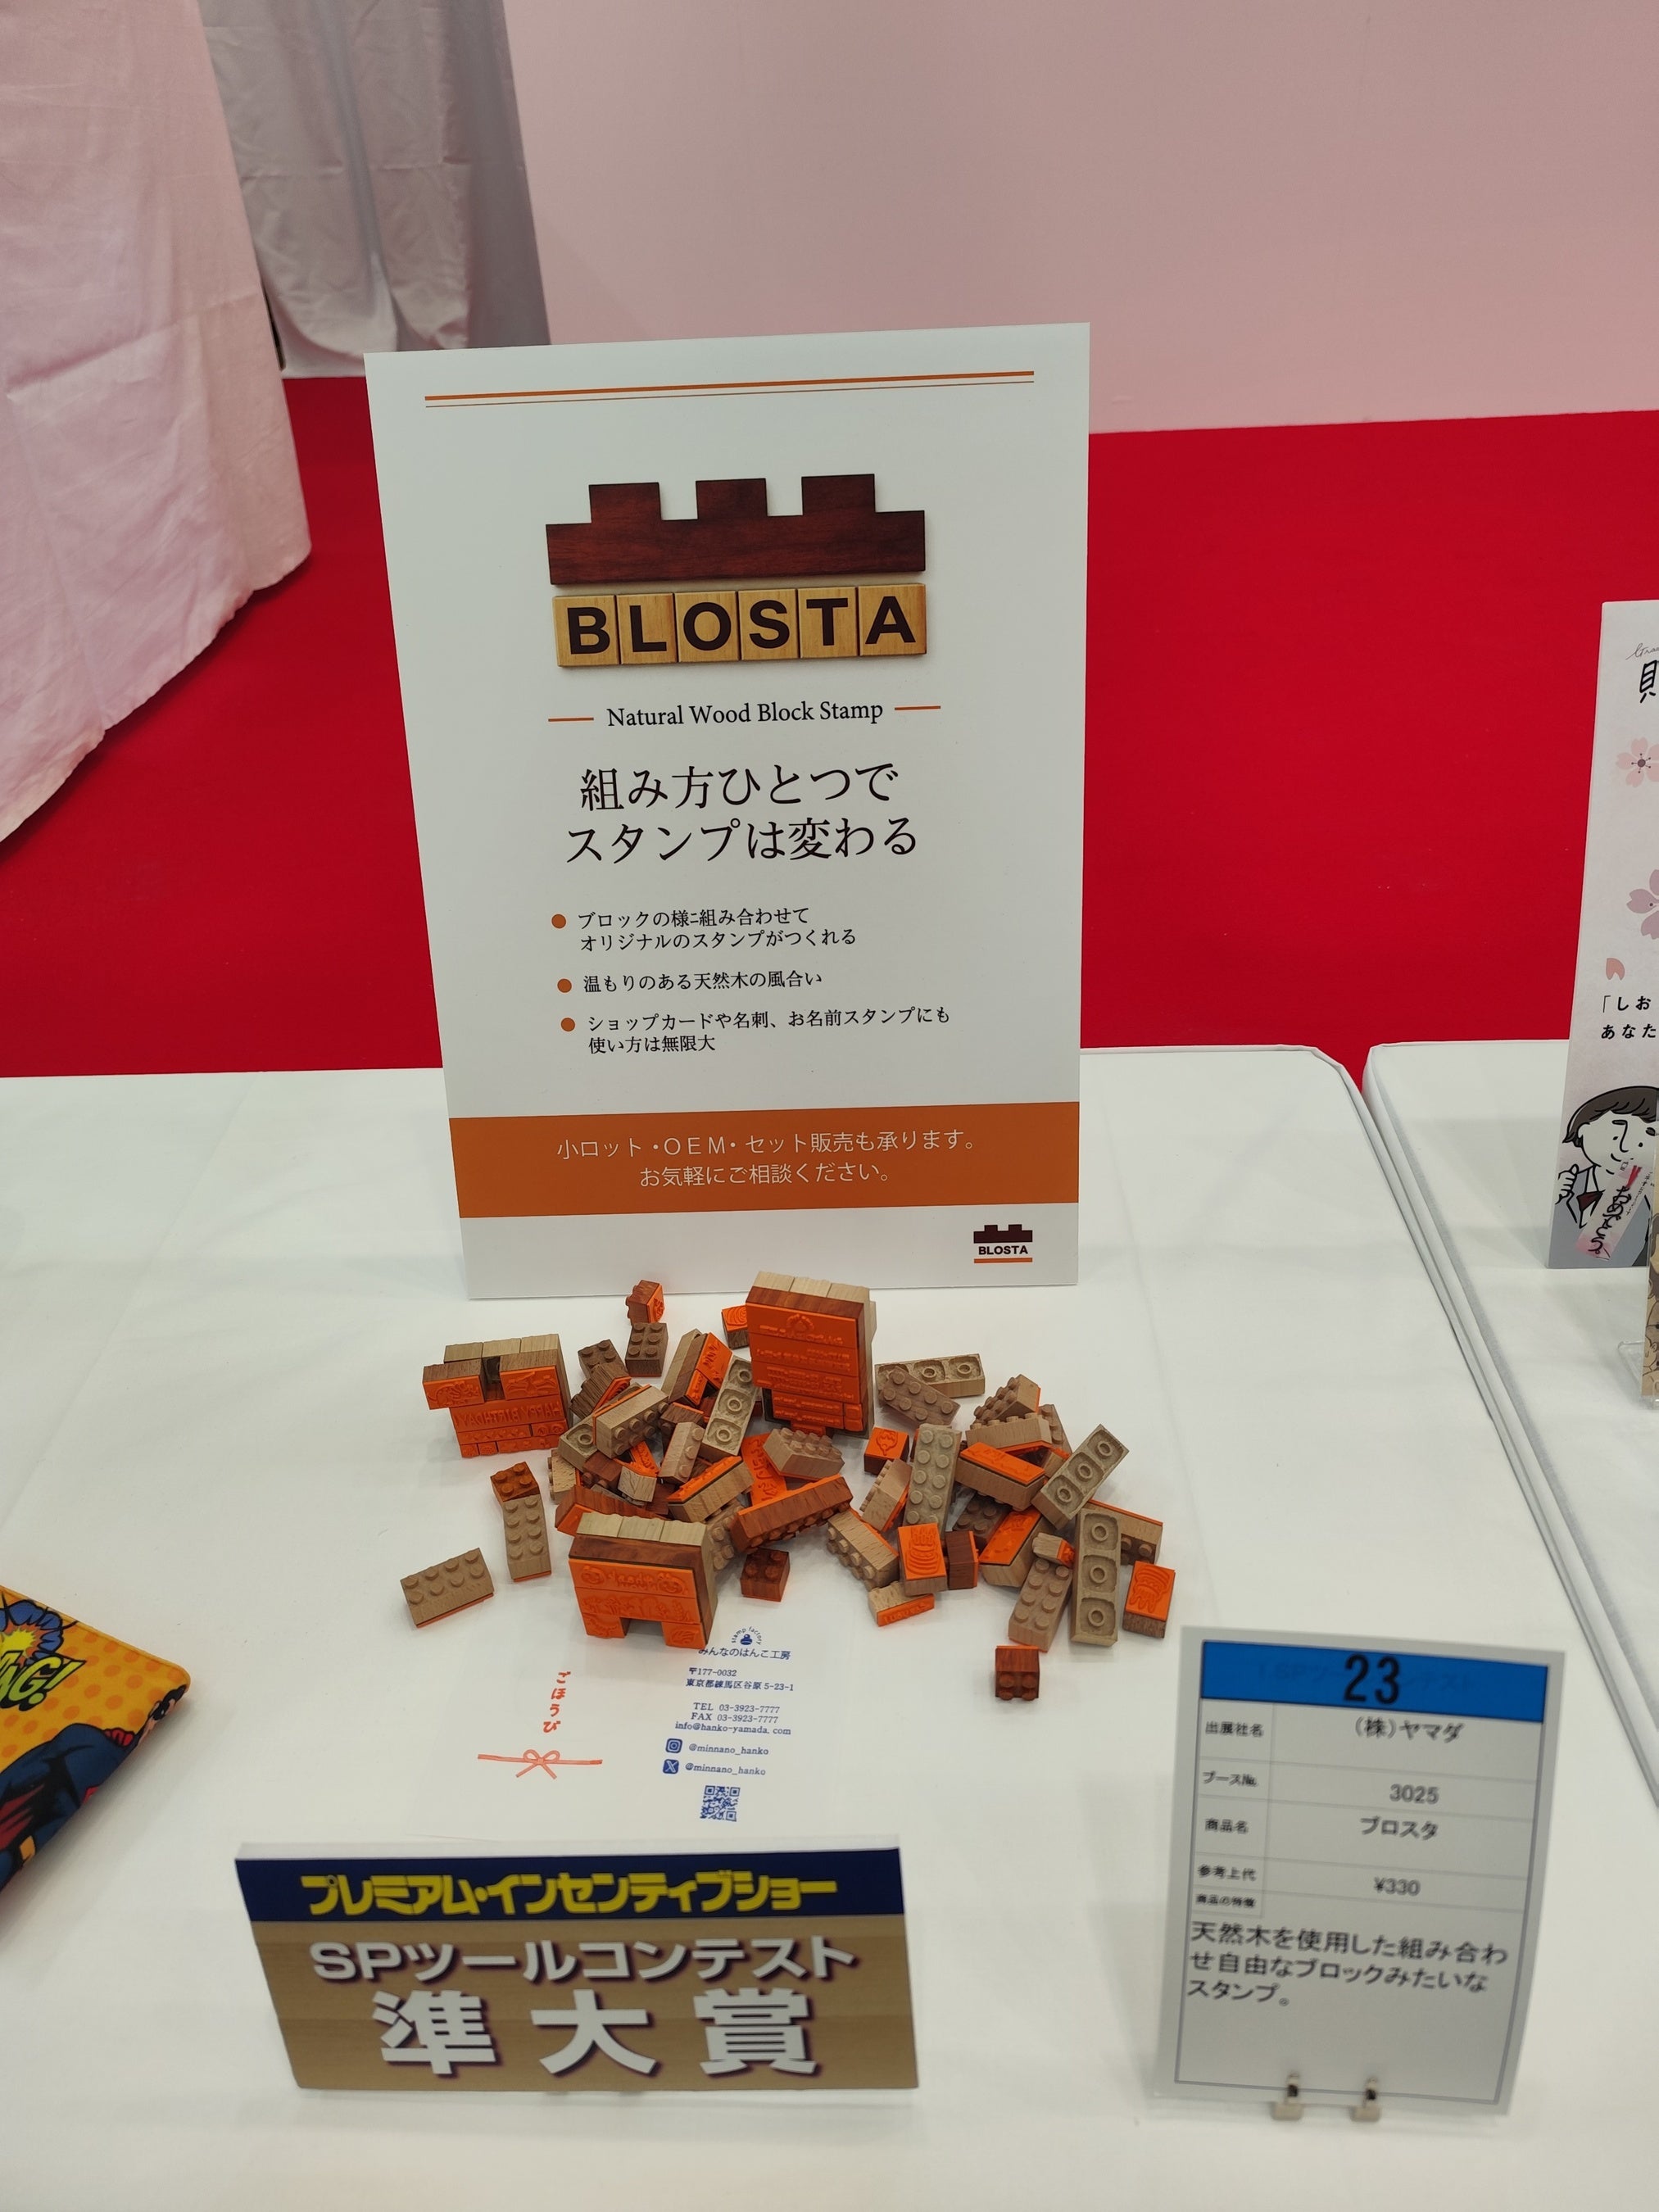 BLOSTA
Natural Wood Block Stamp
組み方ひとつで
スタンプは変わる
ブロックの様に組み合わせて
オリジナルのスタンプがつくれる
温もりのある天然木の風合い
ショップカードや名刺、お名前スタンプにも
使い方は無限大
小ロット・OEM・セット販売も承ります。
お気軽にご相談ください。
BLOSTA
「しお
あなた
ごほうび
stamp factory
みんなのはんこ工房
〒177-0032
東京都練馬区谷原5-23-1
TEL 03-3923-7777
FAX 03-3923-7777
info@hanko-yamada.com
@minnano_hanko
@minnano_hanko
プレミアム・インセンティブショー
SPツールコンテスト
準大賞
23
出展社名 (株)ヤマダ
ブース№ 3025
商品名 ブロスタ
参考上代 ¥330
商品の特徴
天然木を使用した組み合わ
せ自由なブロックみたいな
スタンプ。